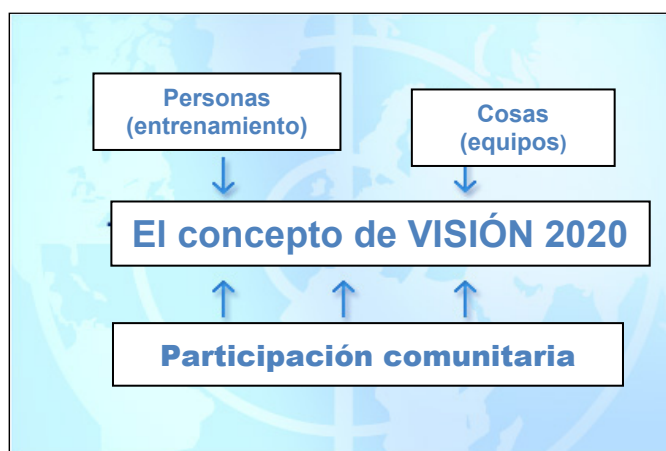 Personas
(entrenamiento)
Cosas
(equipos)
El concepto de VISIÓN 2020
Participación comunitaria